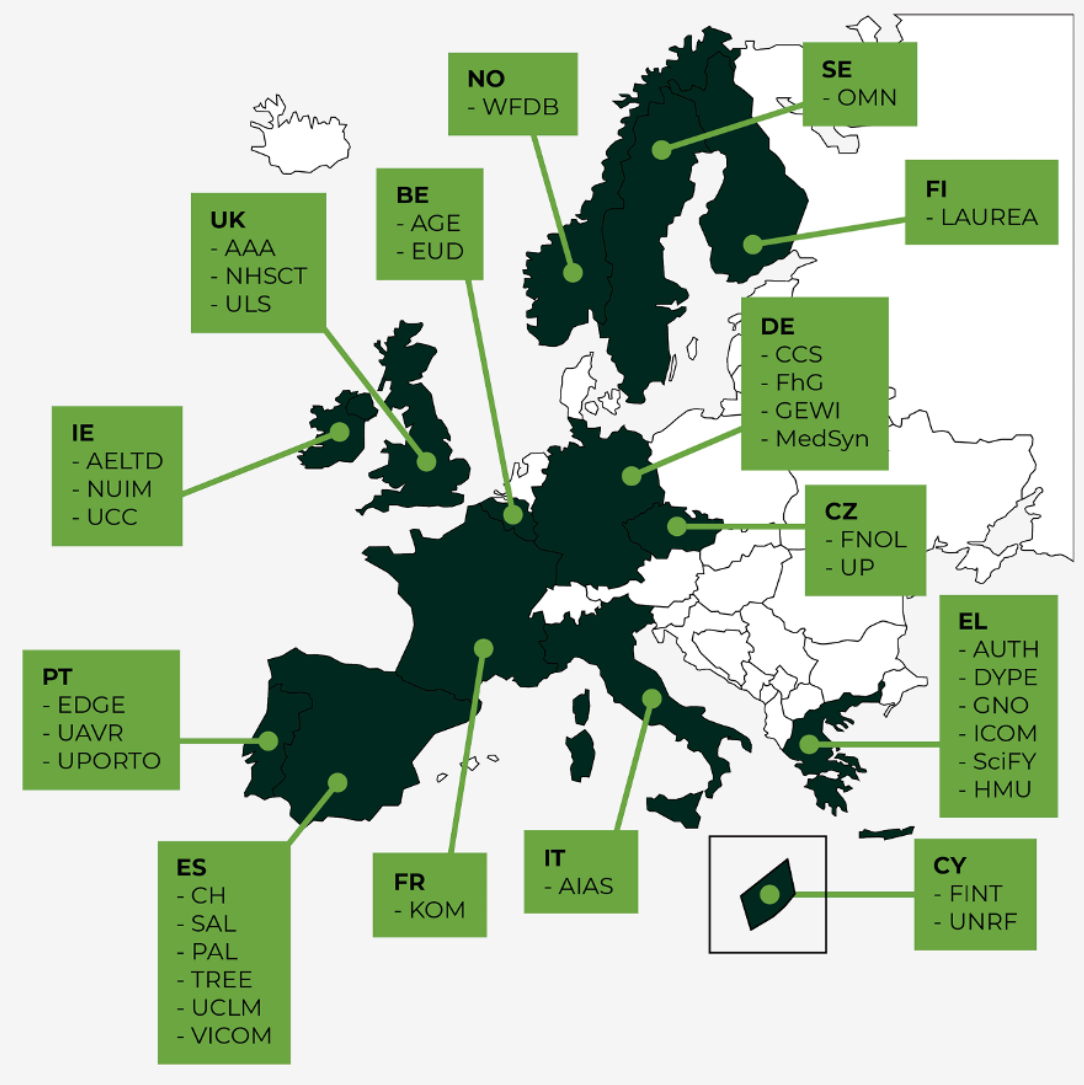 NO
- WFDB
SE
- OMN
BE
- AGE
- EUD
FI
- LAUREA
UK
- AAA
- NHSCT
- ULS
DE
- CCS
- FhG
- GEWI
- MedSyn
IE
- AELTD
- NUIM
- UCC
CZ
- FNOL
- UP
EL
- AUTH
- DYPE
- GNO
- ICOM
- SciFY
- HMU
PT
- EDGE
- UAVR
- UPORTO
ES
- CH
- SAL
- PAL
- TREE
- UCLM
- VICOM
FR
- KOM
IT
- AIAS
CY
- FINT
- UNRF